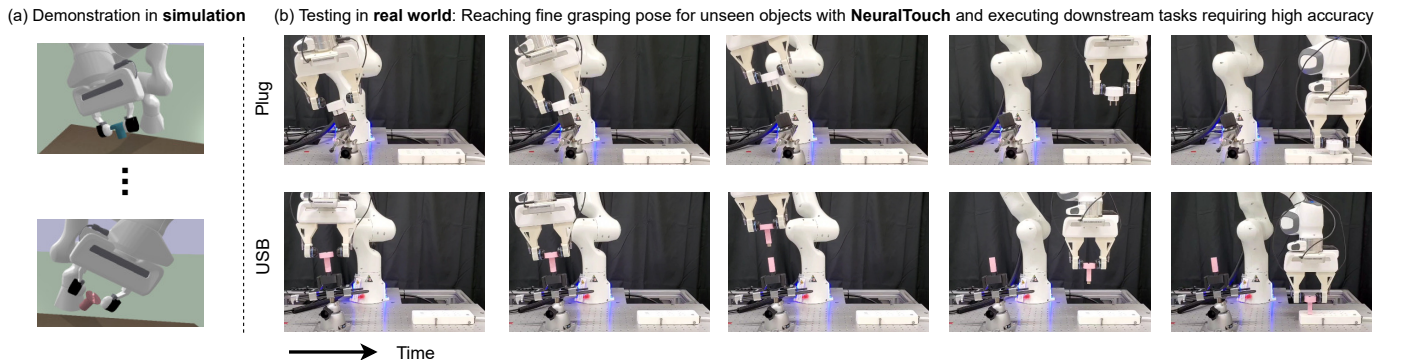 (a) Demonstration in simulation
(b) Testing in real world: Reaching fine grasping pose for unseen objects with NeuralTouch and executing downstream tasks requiring high accuracy
Plug
USB
Time